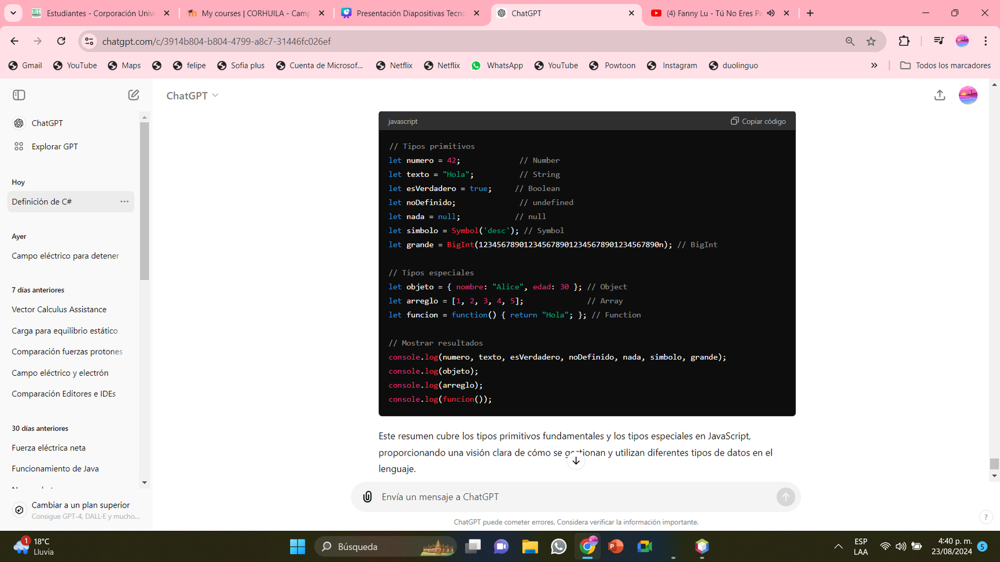 Estudiantes - Corporación Unive
My courses | CORHUILA - Camp
Presentación Diapositivas Tecno
ChatGPT
(4) Fanny Lu - Tú No Eres Pa
chatgpt.com/c/3914b804-b804-4799-a8c7-31446fc026ef
Gmail
YouTube
Maps
felipe
Sofia plus
Cuenta de Microsof...
Netflix
Netflix
WhatsApp
YouTube
Powtoon
Instagram
duolinguo
Todos los marcadores
ChatGPT
Explorar GPT
Hoy
Definición de C#
Ayer
Campo eléctrico para detener
7 días anteriores
Vector Calculus Assistance
Carga para equilibrio estático
Comparación fuerzas protones
Campo eléctrico y electrón
Comparación Editores e IDEs
30 días anteriores
Fuerza eléctrica neta
Funcionamiento de Java
Cambiar a un plan superior
Consigue GPT-4, DALL·E y mucho...
ChatGPT
javascript
Copiar código
// Tipos primitivos
let numero = 42; // Number
let texto = "Hola"; // String
let esVerdadero = true; // Boolean
let noDefinido; // undefined
let nada = null; // null
let simbolo = Symbol('desc'); // Symbol
let grande = BigInt(1234567890123456789012345678901234567890n); // BigInt
// Tipos especiales
let objeto = { nombre: "Alice", edad: 30 }; // Object
let arreglo = [1, 2, 3, 4, 5]; // Array
let funcion = function() { return "Hola"; }; // Function
// Mostrar resultados
console.log(numero, texto, esVerdadero, noDefinido, nada, simbolo, grande);
console.log(objeto);
console.log(arreglo);
console.log(funcion());
Este resumen cubre los tipos primitivos fundamentales y los tipos especiales en JavaScript,
proporcionando una visión clara de cómo se gestionan y utilizan diferentes tipos de datos en el
lenguaje.
Envía un mensaje a ChatGPT
ChatGPT puede cometer errores. Considera verificar la información importante.
?
1
18°C
Lluvia
Búsqueda
ESP
LAA
4:40 p. m.
23/08/2024
5